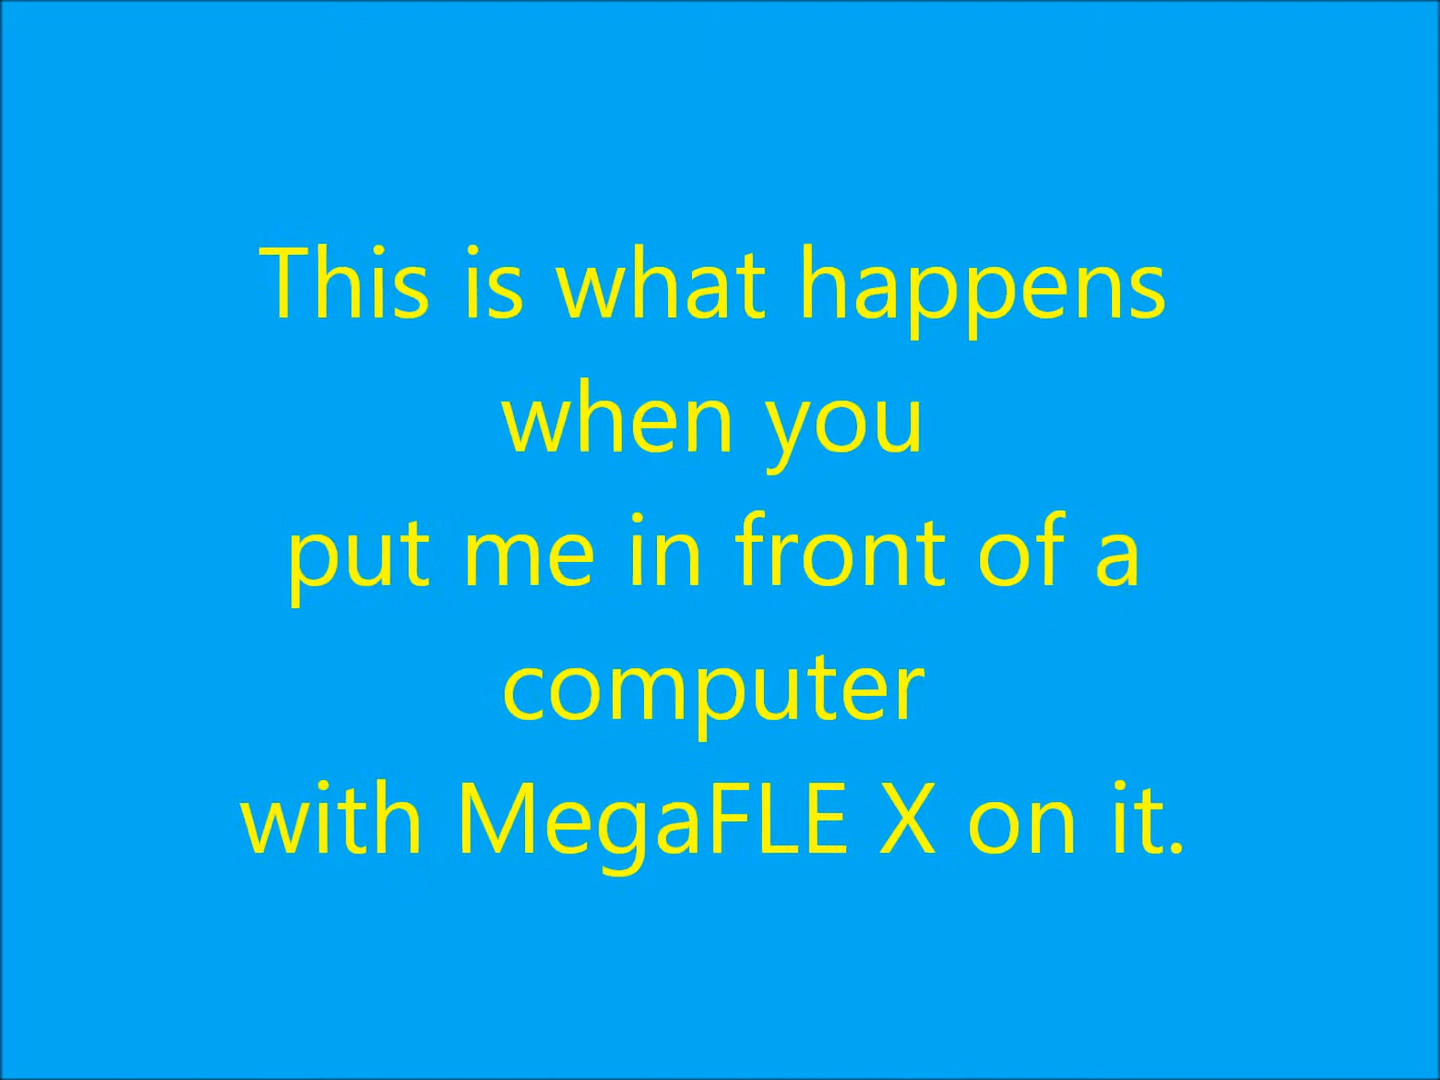 This is what happens
when you
put me in front of a
computer
with MegaFLE X on it.